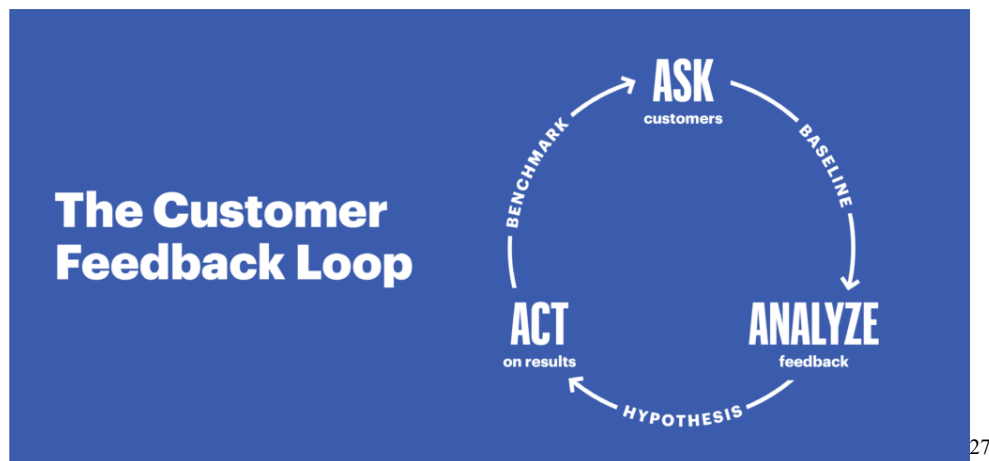 The Customer
Feedback Loop
ASK
customers
BASELINE
ANALYZE
feedback
HYPOTHESIS
ACT
on results
BENCHMARK
27